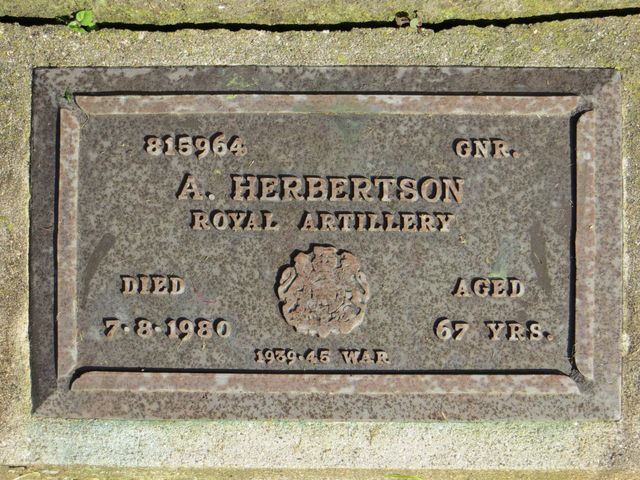 815964 GNR.
A. HERBERTSON
ROYAL ARTILLERY
DIED AGED
7·8·1980 67 YRS.
1939·45 WAR